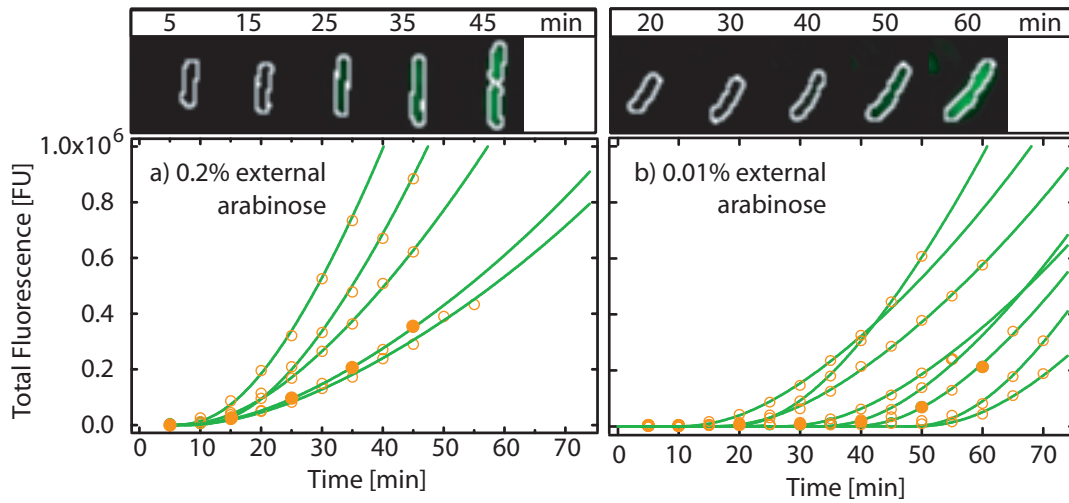 5 15 25 35 45 min
20 30 40 50 60 min
1.0x10⁶
0.8
0.6
0.4
0.2
0.0
Total Fluorescence [FU]
a) 0.2% external
arabinose
b) 0.01% external
arabinose
0 10 20 30 40 50 60 70
0 10 20 30 40 50 60 70
Time [min]
Time [min]